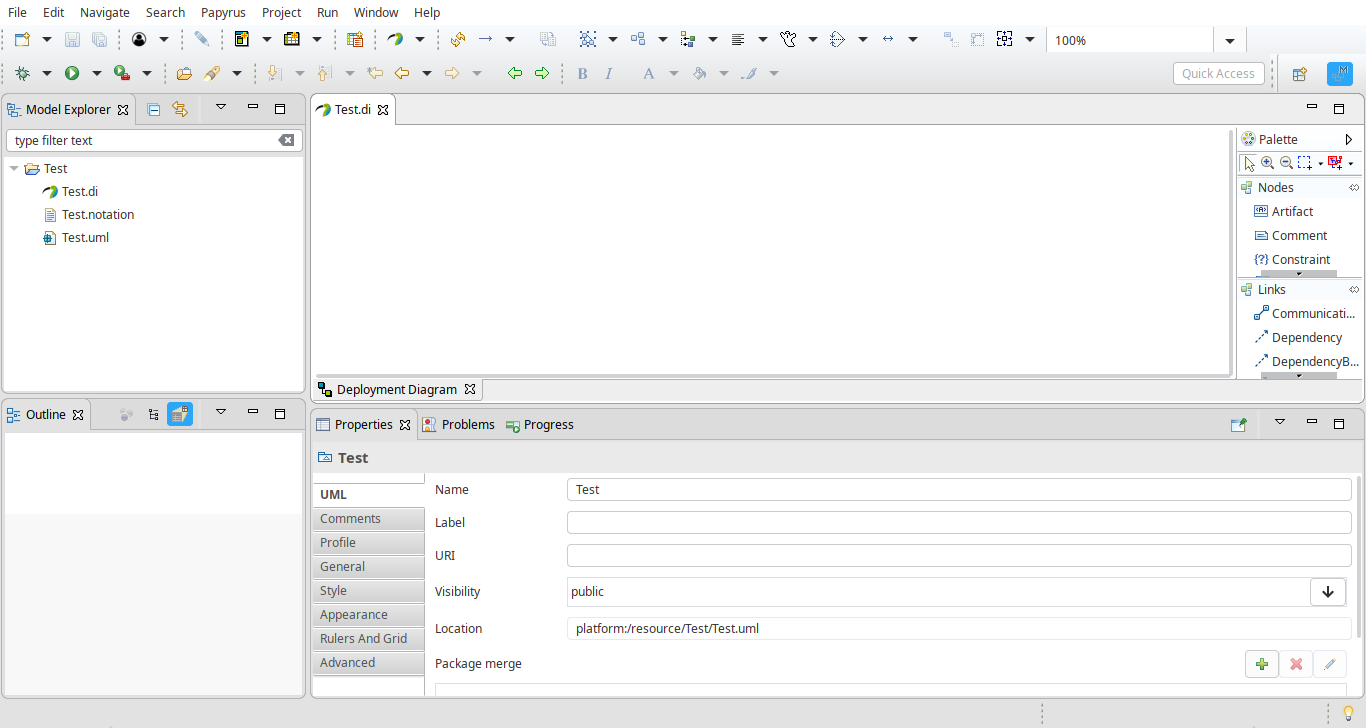 File Edit Navigate Search Papyrus Project Run Window Help
100%
B I A Quick Access
Model Explorer
type filter text
Test
Test.di
Test.notation
Test.uml
Outline
Test.di
Palette
Nodes
Artifact
Comment
Constraint
Links
Communicati...
Dependency
DependencyB...
Deployment Diagram
Properties Problems Progress
Test
UML
Comments
Profile
General
Style
Appearance
Rulers And Grid
Advanced
Name Test
Label
URI
Visibility public
Location platform:/resource/Test/Test.uml
Package merge